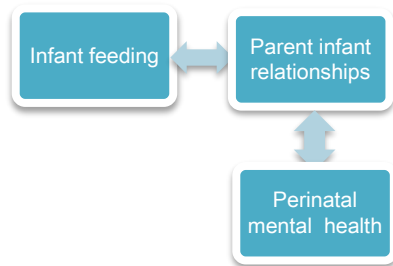 Infant feeding
Parent infant
relationships
Perinatal
mental health